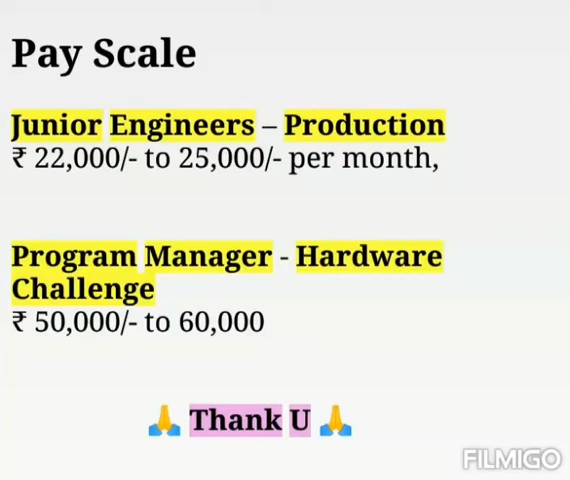 Pay Scale
Junior Engineers – Production
₹ 22,000/- to 25,000/- per month,
Program Manager - Hardware
Challenge
₹ 50,000/- to 60,000
🙏 Thank U 🙏
FILMIGO